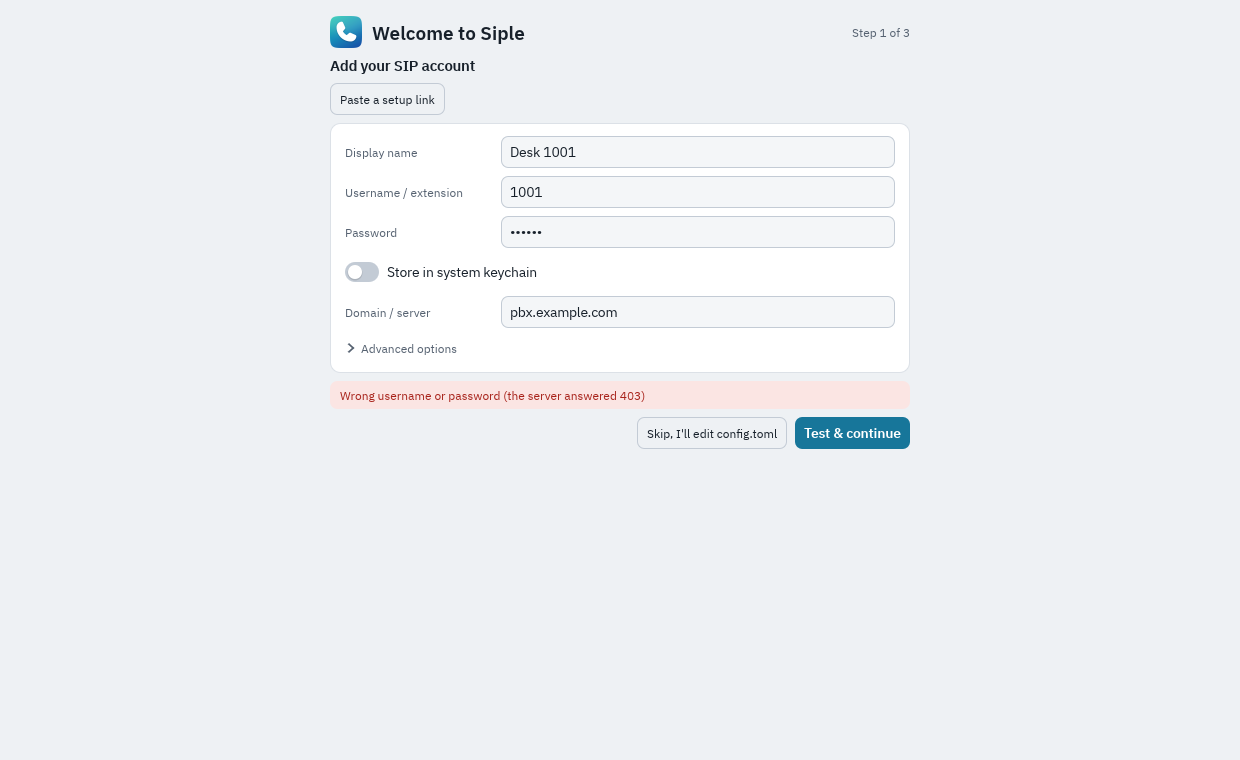 Welcome to Siple
Step 1 of 3
Add your SIP account
Paste a setup link
Display name
Desk 1001
Username / extension
1001
Password
••••••
Store in system keychain
Domain / server
pbx.example.com
Advanced options
Wrong username or password (the server answered 403)
Skip, I'll edit config.toml
Test & continue